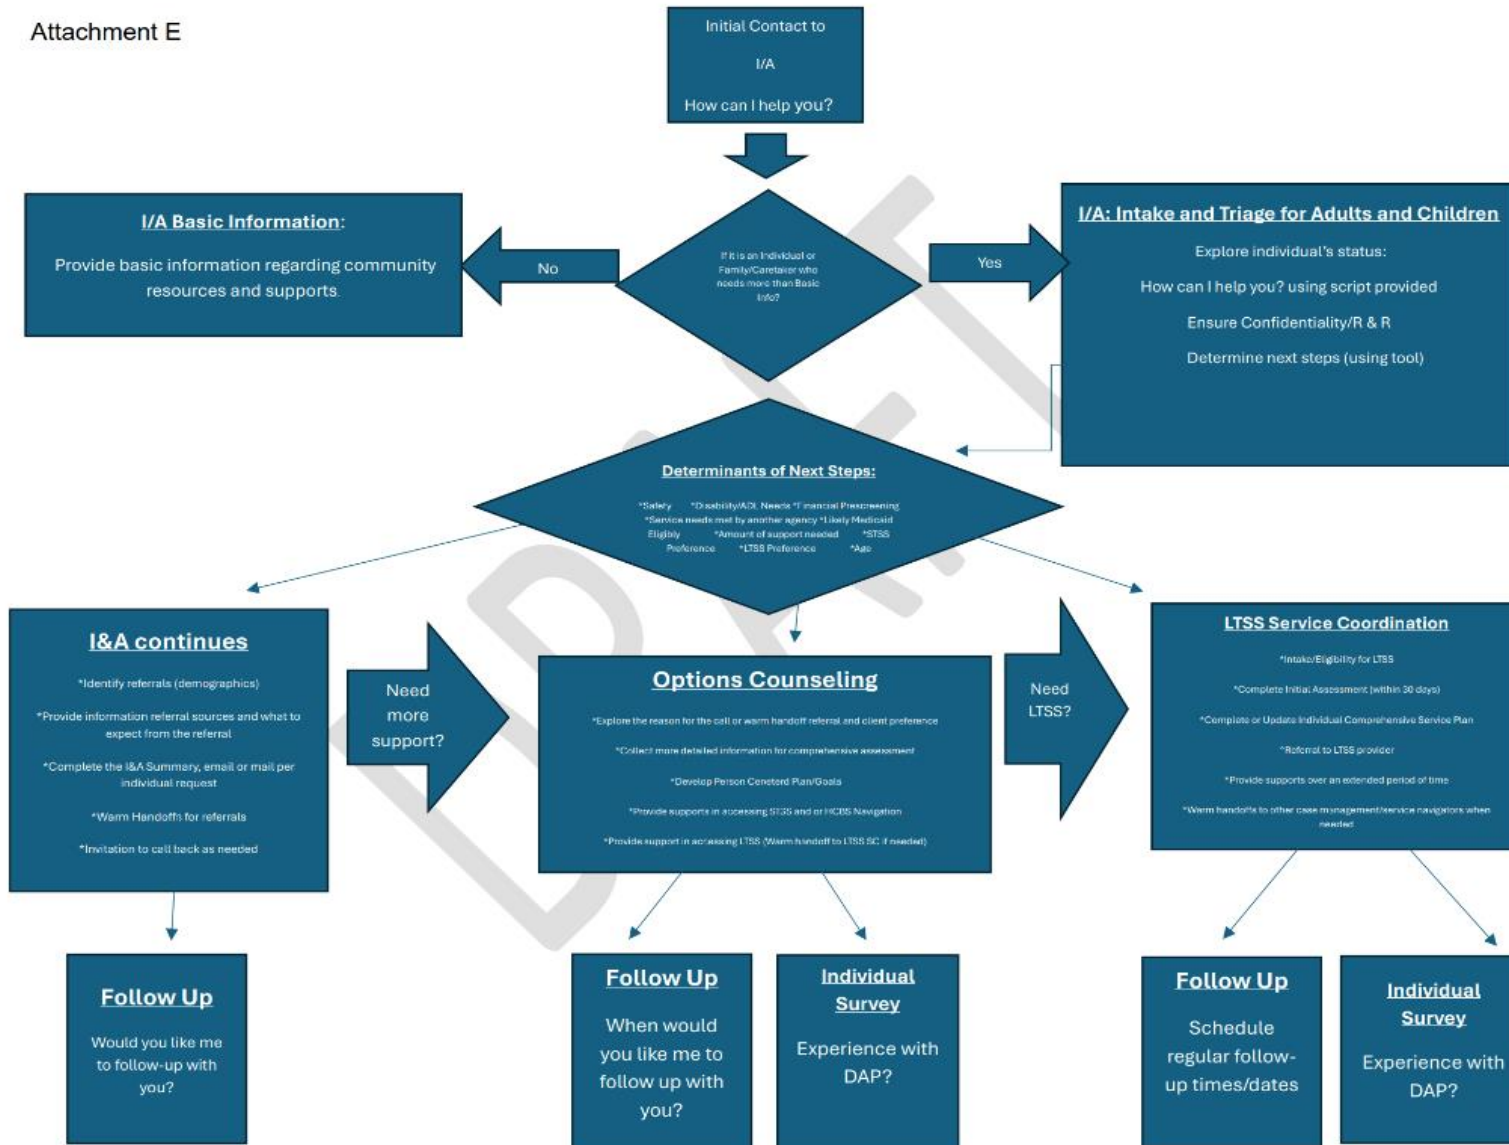 Attachment E
Initial Contact to
I/A
How can I help you?
I/A Basic Information:
Provide basic information regarding community
resources and supports.
No
If it is an Individual or
Family/Caretaker who
needs more than Basic
Info?
Yes
I/A: Intake and Triage for Adults and Children
Explore individual's status:
How can I help you? using script provided
Ensure Confidentiality/R & R
Determine next steps (using tool)
Determinants of Next Steps:
*Safety *Disability/ADL Needs *Financial Prescreening
*Service needs met by another agency *Likely Medicaid
Eligibly *Amount of support needed *STSS
Preference *LTSS Preference *Age
I&A continues
*Identify referrals (demographics)
*Provide information referral sources and what to
expect from the referral
*Complete the I&A Summary, email or mail per
individual request
*Warm Handoffs for referrals
*Invitation to call back as needed
Need
more
support?
Options Counseling
*Explore the reason for the call or warm handoff referral and client preference
*Collect more detailed information for comprehensive assessment
*Develop Person Ceneterd Plan/Goals
*Provide supports in accessing STSS and or HCBS Navigation
*Provide support in accessing LTSS (Warm handoff to LTSS SC if needed)
Need
LTSS?
LTSS Service Coordination
*Intake/Eligibility for LTSS
*Complete Initial Assessment (within 30 days)
*Complete or Update Individual Comprehensive Service Plan
*Referral to LTSS provider
*Provide supports over an extended period of time
*Warm handoffs to other case management/service navigators when
needed
Follow Up
Would you like me
to follow-up with
you?
Follow Up
When would
you like me to
follow up with
you?
Individual
Survey
Experience with
DAP?
Follow Up
Schedule
regular follow-
up times/dates
Individual
Survey
Experience with
DAP?
DRAFT